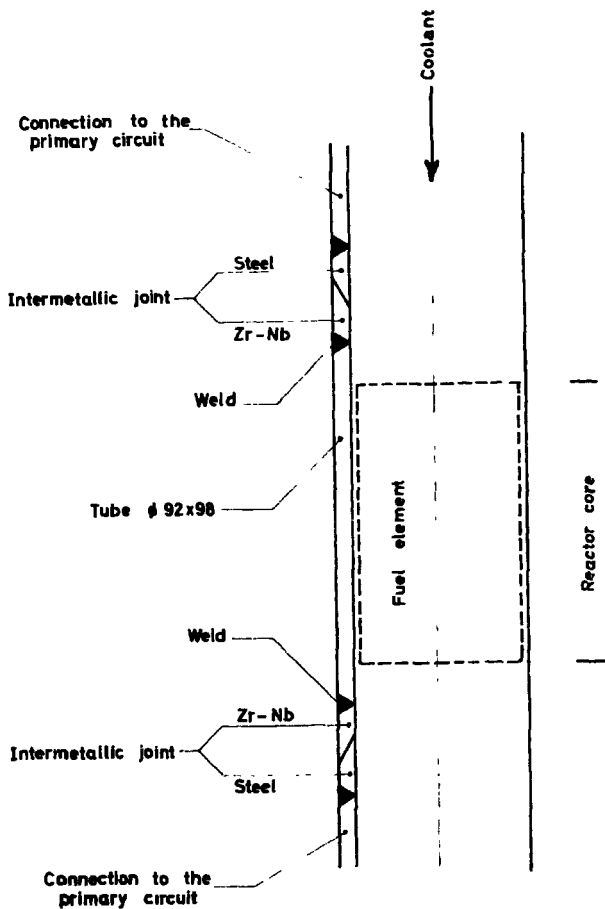 Coolant
Connection to the
primary circuit
Steel
Intermetallic joint
Zr-Nb
Weld
Tube ϕ 92x98
Fuel element
Reactor core
Weld
Zr-Nb
Intermetallic joint
Steel
Connection to the
primary circuit